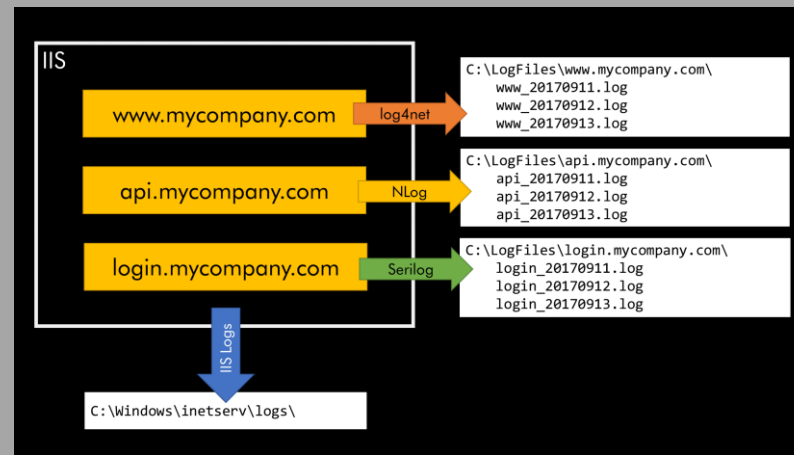 IIS
www.mycompany.com
log4net
C:\LogFiles\www.mycompany.com\
www_20170911.log
www_20170912.log
www_20170913.log
api.mycompany.com
NLog
C:\LogFiles\api.mycompany.com\
api_20170911.log
api_20170912.log
api_20170913.log
login.mycompany.com
Serilog
C:\LogFiles\login.mycompany.com\
login_20170911.log
login_20170912.log
login_20170913.log
IIS Logs
C:\Windows\inetserv\logs\